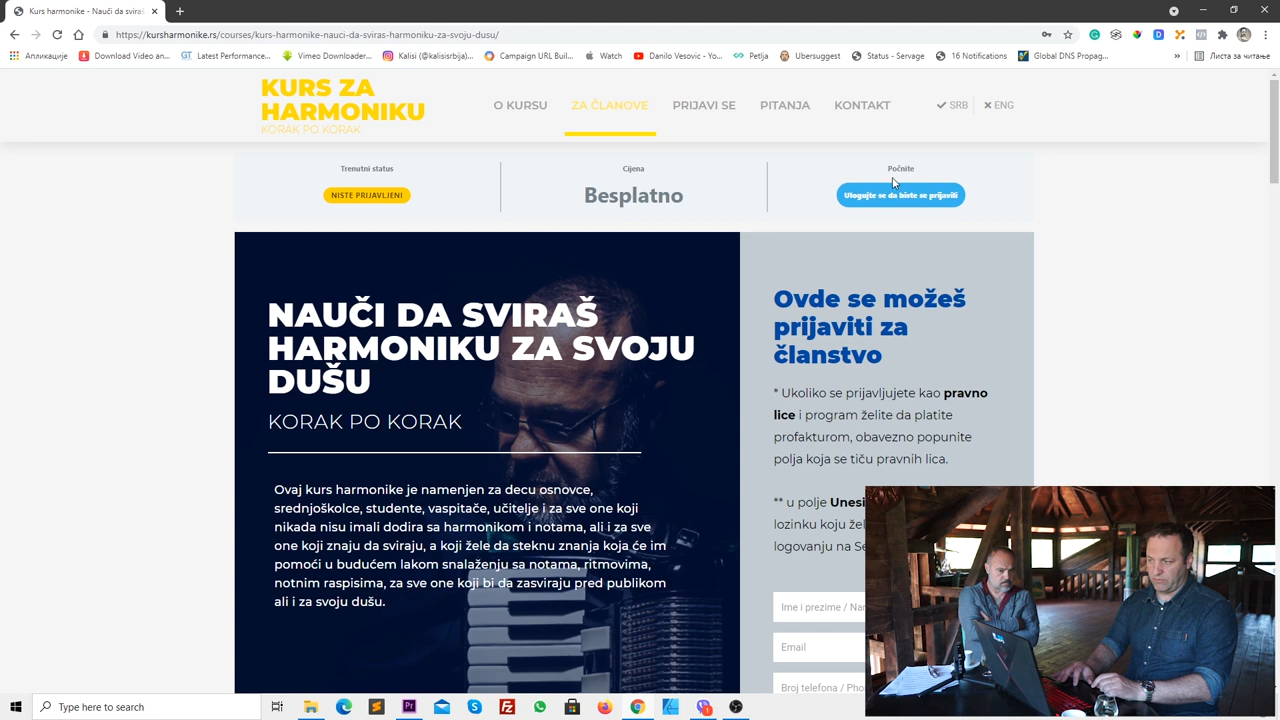 Kurs harmonike - Nauči da sviraš
https://kursharmonike.rs/courses/kurs-harmonike-nauci-da-sviras-harmoniku-za-svoju-dusu/
Апликације
Download Video an...
Latest Performance...
Vimeo Downloader...
Kalisi (@kalisisrbija)...
Campaign URL Buil...
Watch
Danilo Vesovic - Yo...
Petlja
Ubersuggest
Status - Servage
16 Notifications
Global DNS Propag...
»
Листа за читање
KURS ZA
HARMONIKU
KORAK PO KORAK
O KURSU
ZA ČLANOVE
PRIJAVI SE
PITANJA
KONTAKT
SRB
ENG
Trenutni status
NISTE PRIJAVLJENI
Cijena
Besplatno
Počnite
Ulogujte se da biste se prijavili
NAUČI DA SVIRAŠ
HARMONIKU ZA SVOJU
DUŠU
KORAK PO KORAK
Ovaj kurs harmonike je namenjen za decu osnovce,
srednjoškolce, studente, vaspitače, učitelje i za sve one koji
nikada nisu imali dodira sa harmonikom i notama, ali i za sve
one koji znaju da sviraju, a koji žele da steknu znanja koja će im
pomoći u budućem lakom snalaženju sa notama, ritmovima,
notnim raspisima, za sve one koji bi da zasviraju pred publikom
ali i za svoju dušu.
Ovde se možeš
prijaviti za
članstvo
* Ukoliko se prijavljujete kao pravno
lice i program želite da platite
profakturom, obavezno popunite
polja koja se tiču pravnih lica.
** u polje Unesi
lozinku koju žel
logovanju na Se
Ime i prezime / Nam
Email
Broj telefona / Pho
Type here to search